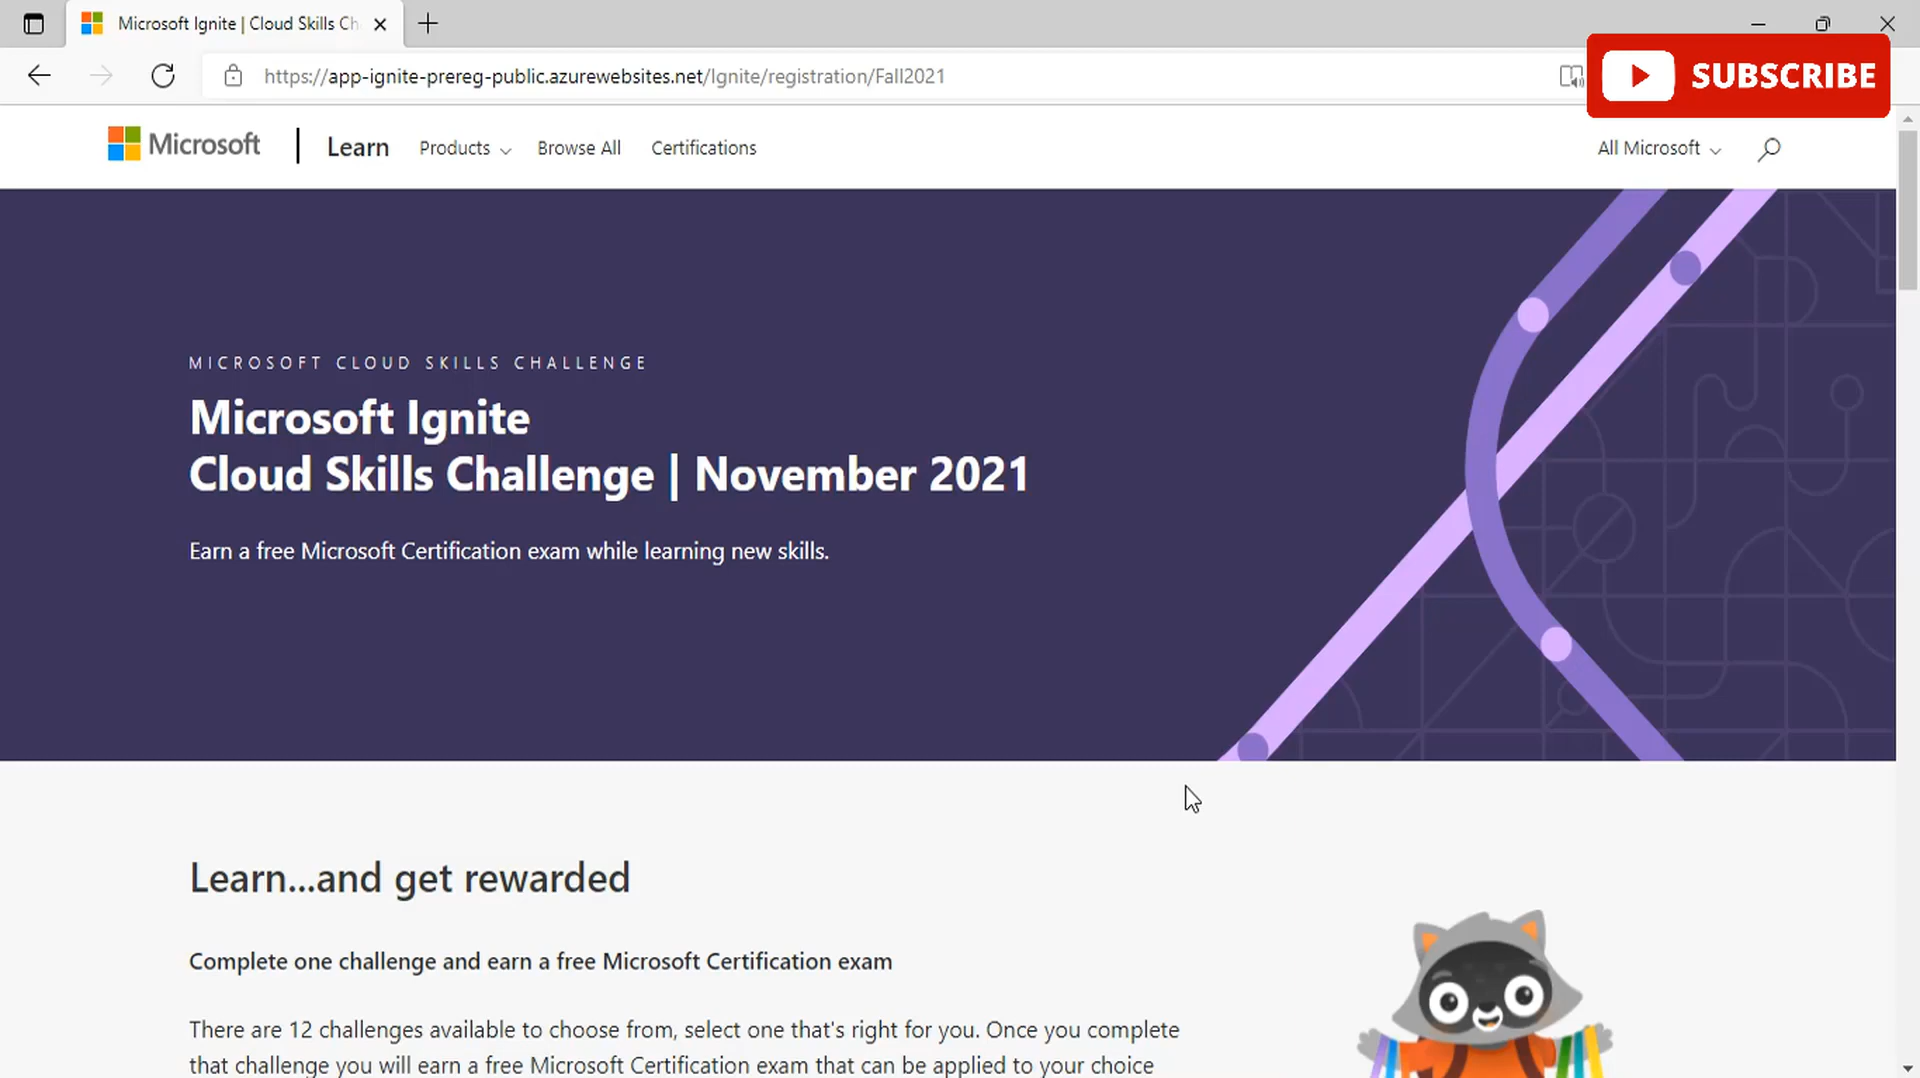 Microsoft Ignite | Cloud Skills Ch
https://app-ignite-prereg-public.azurewebsites.net/Ignite/registration/Fall2021
SUBSCRIBE
Microsoft | Learn Products Browse All Certifications All Microsoft
MICROSOFT CLOUD SKILLS CHALLENGE
Microsoft Ignite
Cloud Skills Challenge | November 2021
Earn a free Microsoft Certification exam while learning new skills.
Learn...and get rewarded
Complete one challenge and earn a free Microsoft Certification exam
There are 12 challenges available to choose from, select one that's right for you. Once you complete
that challenge you will earn a free Microsoft Certification exam that can be applied to your choice